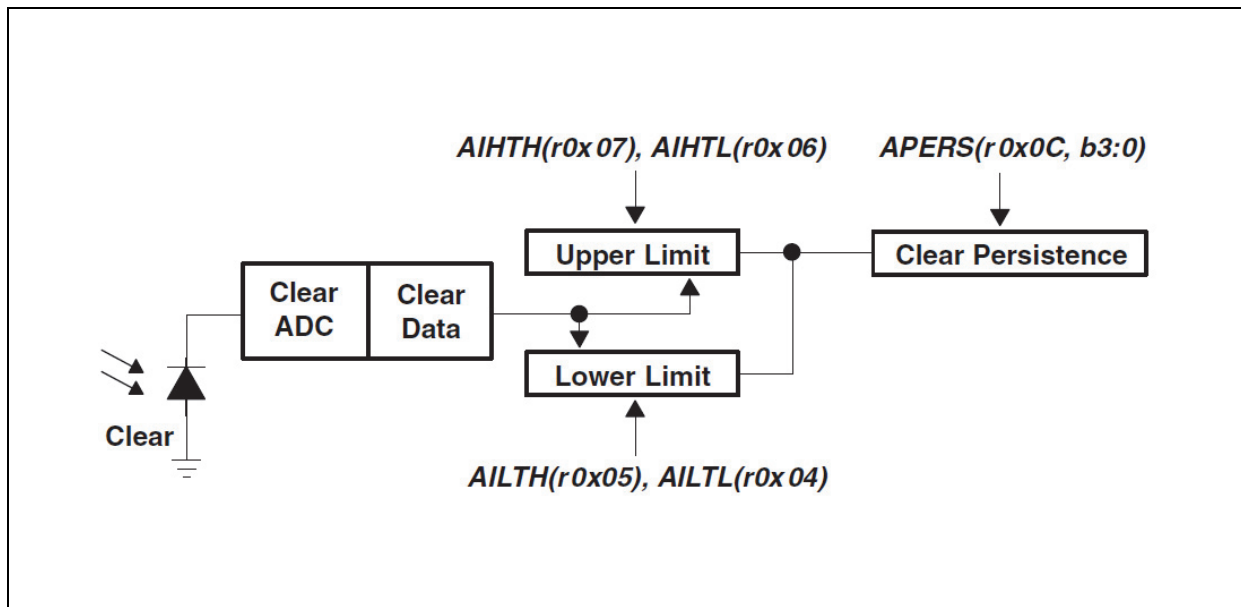 AIHTH(r0x07), AIHTL(r0x06)
APERS(r0x0C, b3:0)
Upper Limit
Clear Persistence
Clear
ADC
Clear
Data
Lower Limit
Clear
AILTH(r0x05), AILTL(r0x04)